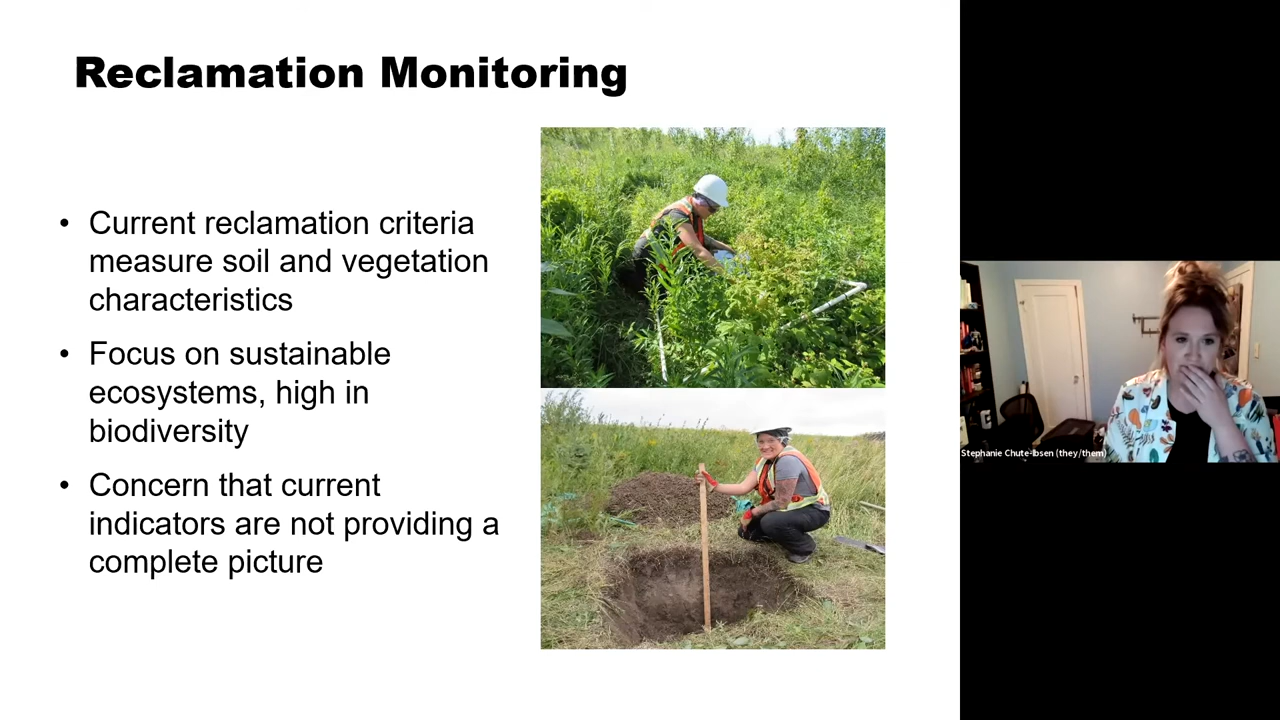 Reclamation Monitoring
• Current reclamation criteria
measure soil and vegetation
characteristics
• Focus on sustainable
ecosystems, high in
biodiversity
• Concern that current
indicators are not providing a
complete picture
Stephanie Chute-Ibsen (they/them)